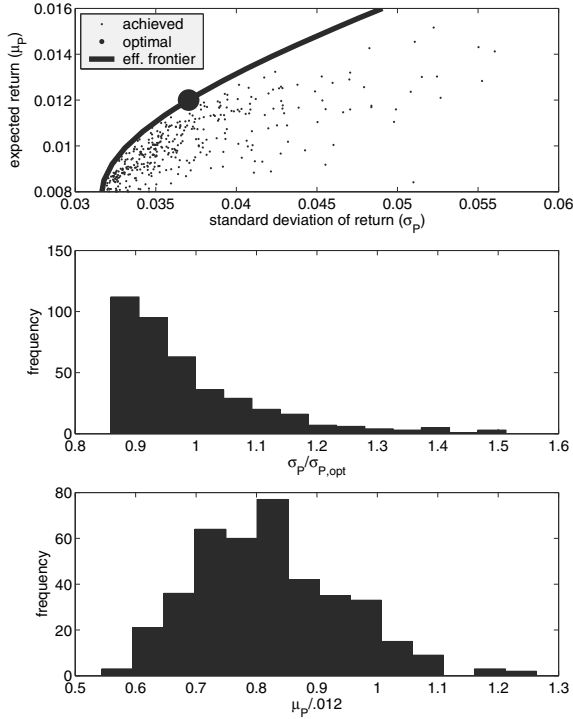 0.016
0.014
0.012
0.01
0.008
expected return (μP)
achieved
optimal
eff. frontier
0.03 0.035 0.04 0.045 0.05 0.055 0.06
standard deviation of return (σP)
150
100
50
0
frequency
0.8 0.9 1 1.1 1.2 1.3 1.4 1.5 1.6
σP/σP,opt
80
60
40
20
0
frequency
0.5 0.6 0.7 0.8 0.9 1 1.1 1.2 1.3
μP/.012